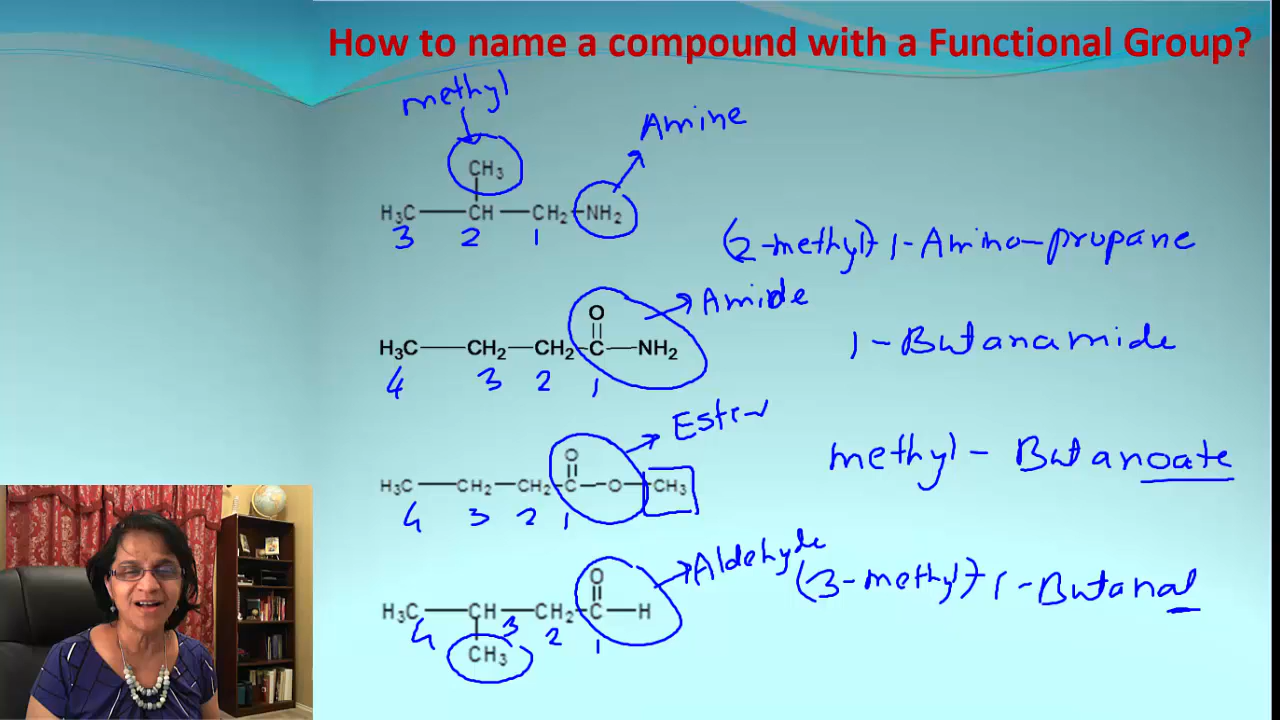 How to name a compound with a Functional Group?
methyl
Amine
CH3
H3C CH CH2 NH2
3 2 1
(2-methyl)-1-Amino-propane
Amide
O
H3C CH2 CH2 C NH2
4 3 2 1
1-Butanamide
Ester
O
H3C CH2 CH2 C O CH3
4 3 2 1
methyl-Butanoate
Aldehyde
O
H3C CH CH2 C H
4 3 2 1
CH3
(3-methyl)-1-Butanal